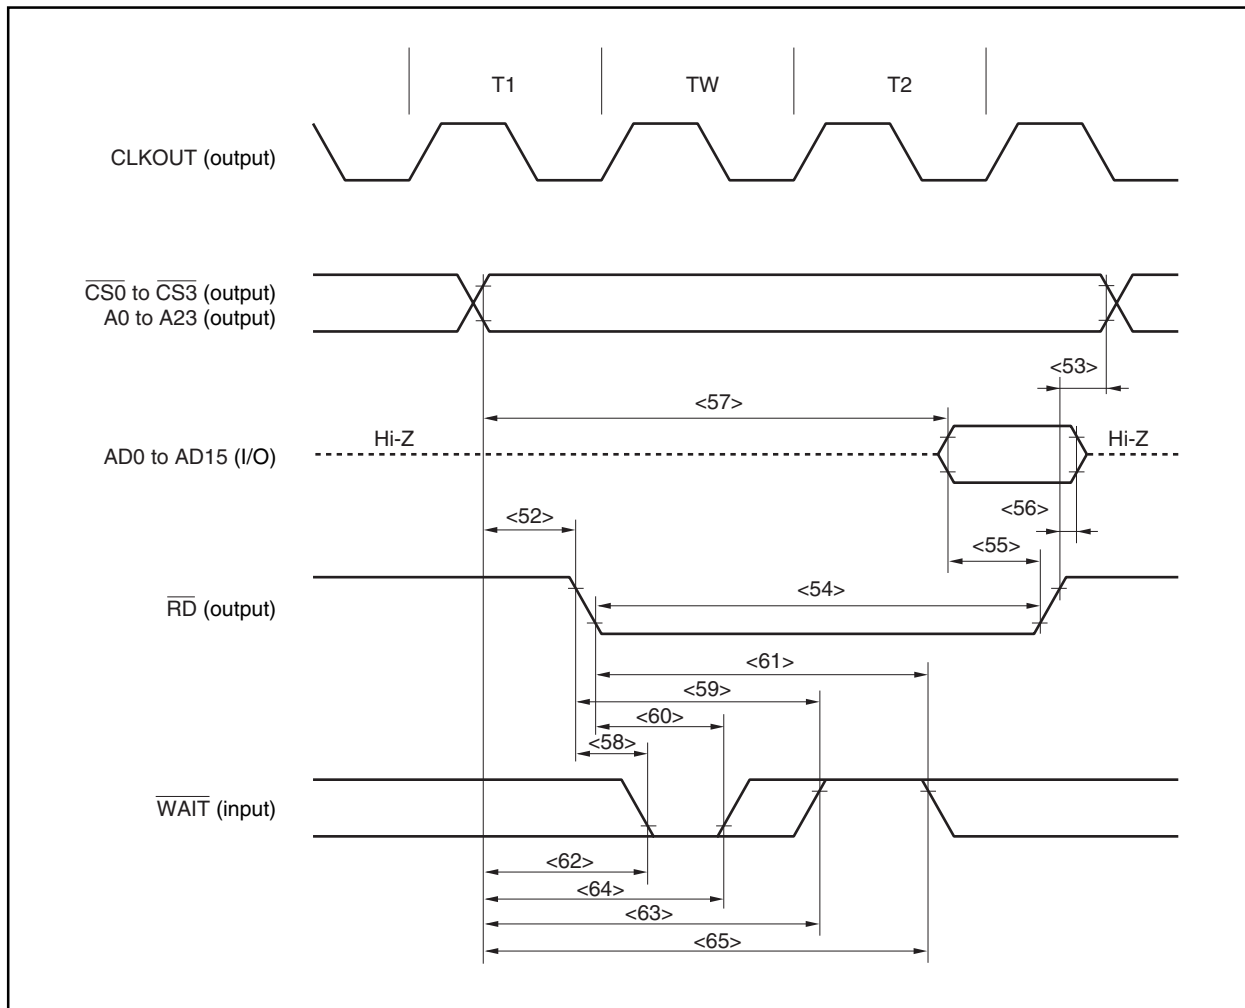 T1 TW T2
CLKOUT (output)
CS0 to CS3 (output)
A0 to A23 (output)
<53>
<57>
Hi-Z Hi-Z
AD0 to AD15 (I/O)
<56>
<52>
<55>
<54>
RD (output)
<61>
<59>
<60>
<58>
WAIT (input)
<62>
<64>
<63>
<65>